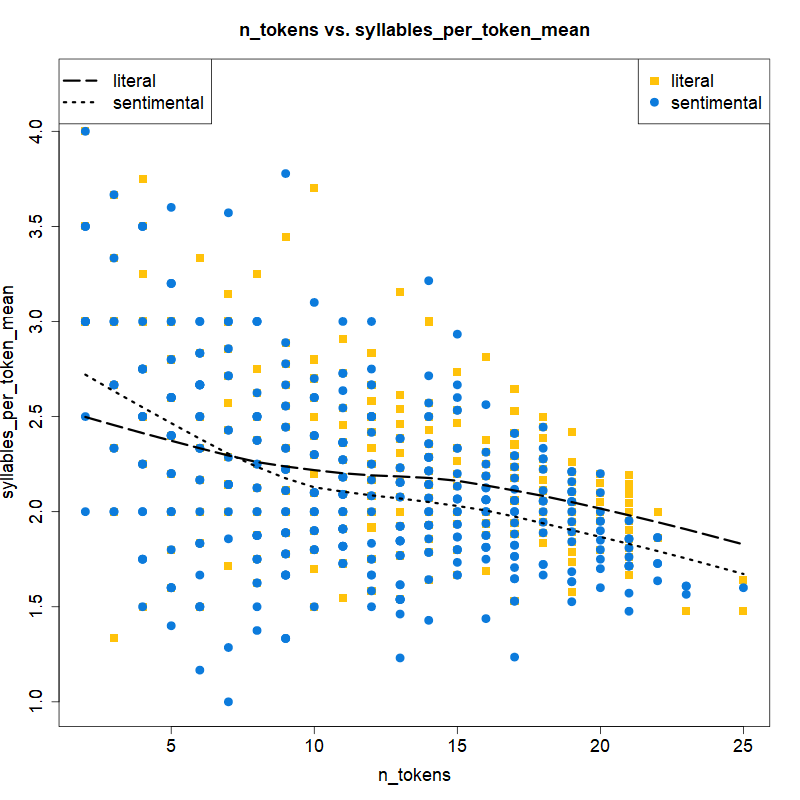 n_tokens vs. syllables_per_token_mean
literal
sentimental
literal
sentimental
syllables_per_token_mean
4.0
3.5
3.0
2.5
2.0
1.5
1.0
5
10
15
20
25
n_tokens